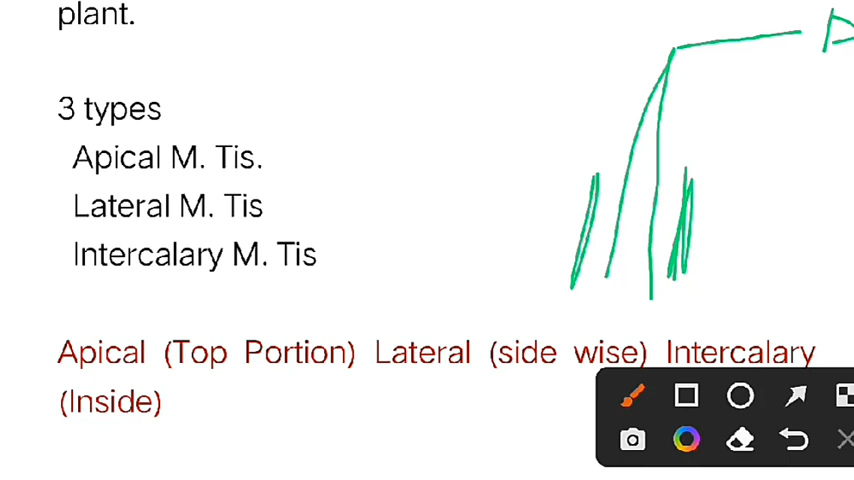 plant.
3 types
Apical M. Tis.
Lateral M. Tis
Intercalary M. Tis
Apical (Top Portion) Lateral (side wise) Intercalary
(Inside)